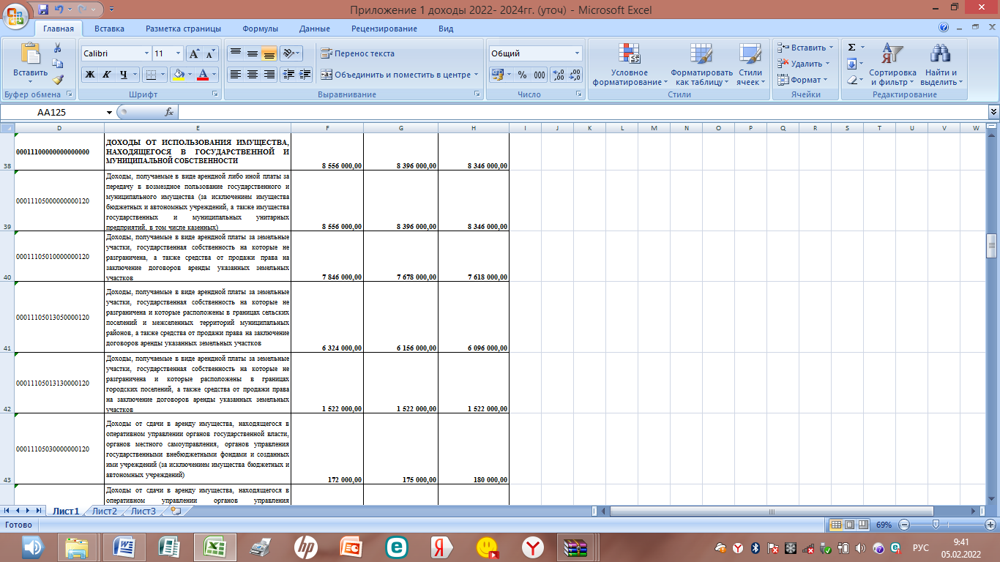 Приложение 1 доходы 2022- 2024гг. (уточ) - Microsoft Excel
Главная Вставка Разметка страницы Формулы Данные Рецензирование Вид
Вставить
Буфер обмена
Calibri 11
Ж К Ч А
Шрифт
Перенос текста
Объединить и поместить в центре
Выравнивание
Общий
% 000
Число
Условное форматирование
Форматировать как таблицу
Стили ячеек
Стили
Вставить
Удалить
Формат
Ячейки
Σ
Сортировка и фильтр
Найти и выделить
Редактирование
AA125 fx
D E F G H I J K L M N O P Q R S T U V W
38 00011100000000000000
ДОХОДЫ ОТ ИСПОЛЬЗОВАНИЯ ИМУЩЕСТВА,
НАХОДЯЩЕГОСЯ В ГОСУДАРСТВЕННОЙ И
МУНИЦИПАЛЬНОЙ СОБСТВЕННОСТИ
8 556 000,00 8 396 000,00 8 346 000,00
39 00011105000000000120
Доходы, получаемые в виде арендной либо иной платы за
передачу в возмездное пользование государственного и
муниципального имущества (за исключением имущества
бюджетных и автономных учреждений, а также имущества
государственных и муниципальных унитарных
предприятий, в том числе казенных)
8 556 000,00 8 396 000,00 8 346 000,00
40 00011105010000000120
Доходы, получаемые в виде арендной платы за земельные
участки, государственная собственность на которые не
разграничена, а также средства от продажи права на
заключение договоров аренды указанных земельных
участков
7 846 000,00 7 678 000,00 7 618 000,00
41 00011105013050000120
Доходы, получаемые в виде арендной платы за земельные
участки, государственная собственность на которые не
разграничена и которые расположены в границах сельских
поселений и межселенных территорий муниципальных
районов, а также средства от продажи права на заключение
договоров аренды указанных земельных участков
6 324 000,00 6 156 000,00 6 096 000,00
42 00011105013130000120
Доходы, получаемые в виде арендной платы за земельные
участки, государственная собственность на которые не
разграничена и которые расположены в границах
городских поселений, а также средства от продажи права
на заключение договоров аренды указанных земельных
участков
1 522 000,00 1 522 000,00 1 522 000,00
43 00011105030000000120
Доходы от сдачи в аренду имущества, находящегося в
оперативном управлении органов государственной власти,
органов местного самоуправления, органов управления
государственными внебюджетными фондами и созданных
ими учреждений (за исключением имущества бюджетных и
автономных учреждений)
172 000,00 175 000,00 180 000,00
Доходы от сдачи в аренду имущества, находящегося в
оперативном управлении органов управления
Лист1 Лист2 Лист3
Готово 69%
РУС 9:41
05.02.2022